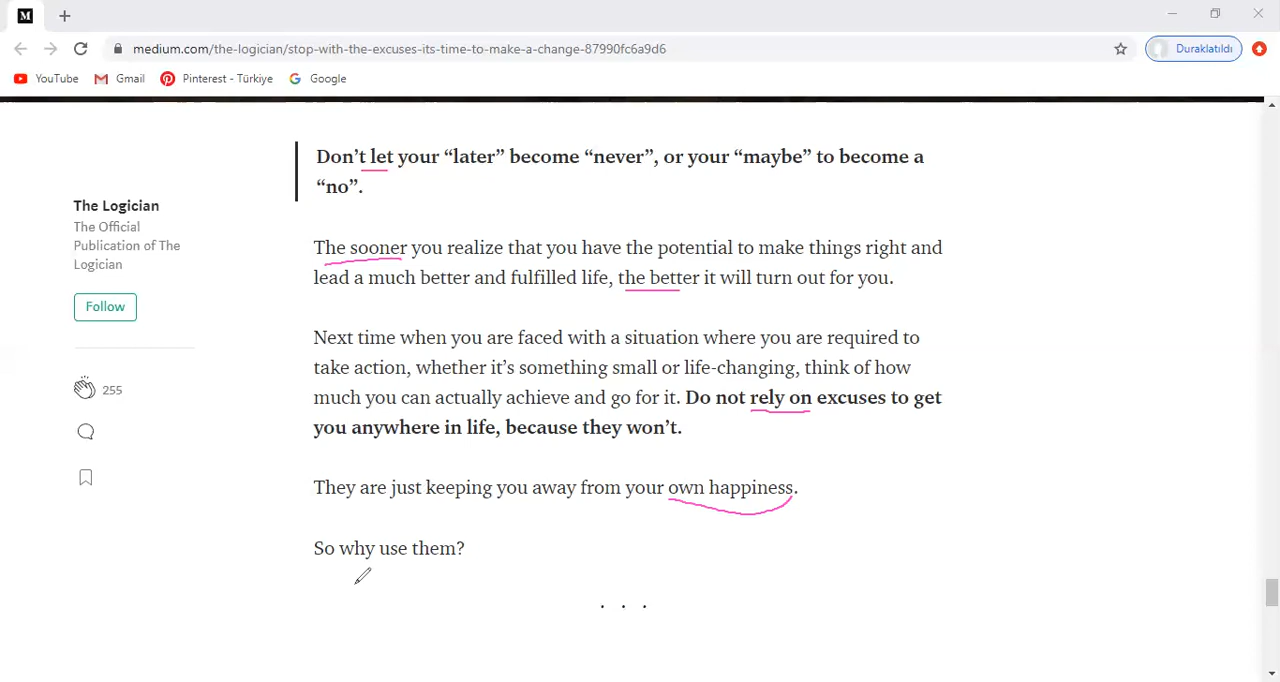 M
medium.com/the-logician/stop-with-the-excuses-its-time-to-make-a-change-87990fc6a9d6
Duraklatıldı
YouTube
Gmail
Pinterest - Türkiye
Google
Don’t let your “later” become “never”, or your “maybe” to become a
“no”.
The Logician
The Official
Publication of The
Logician
Follow
255
The sooner you realize that you have the potential to make things right and
lead a much better and fulfilled life, the better it will turn out for you.
Next time when you are faced with a situation where you are required to
take action, whether it’s something small or life-changing, think of how
much you can actually achieve and go for it. Do not rely on excuses to get
you anywhere in life, because they won’t.
They are just keeping you away from your own happiness.
So why use them?
. . .